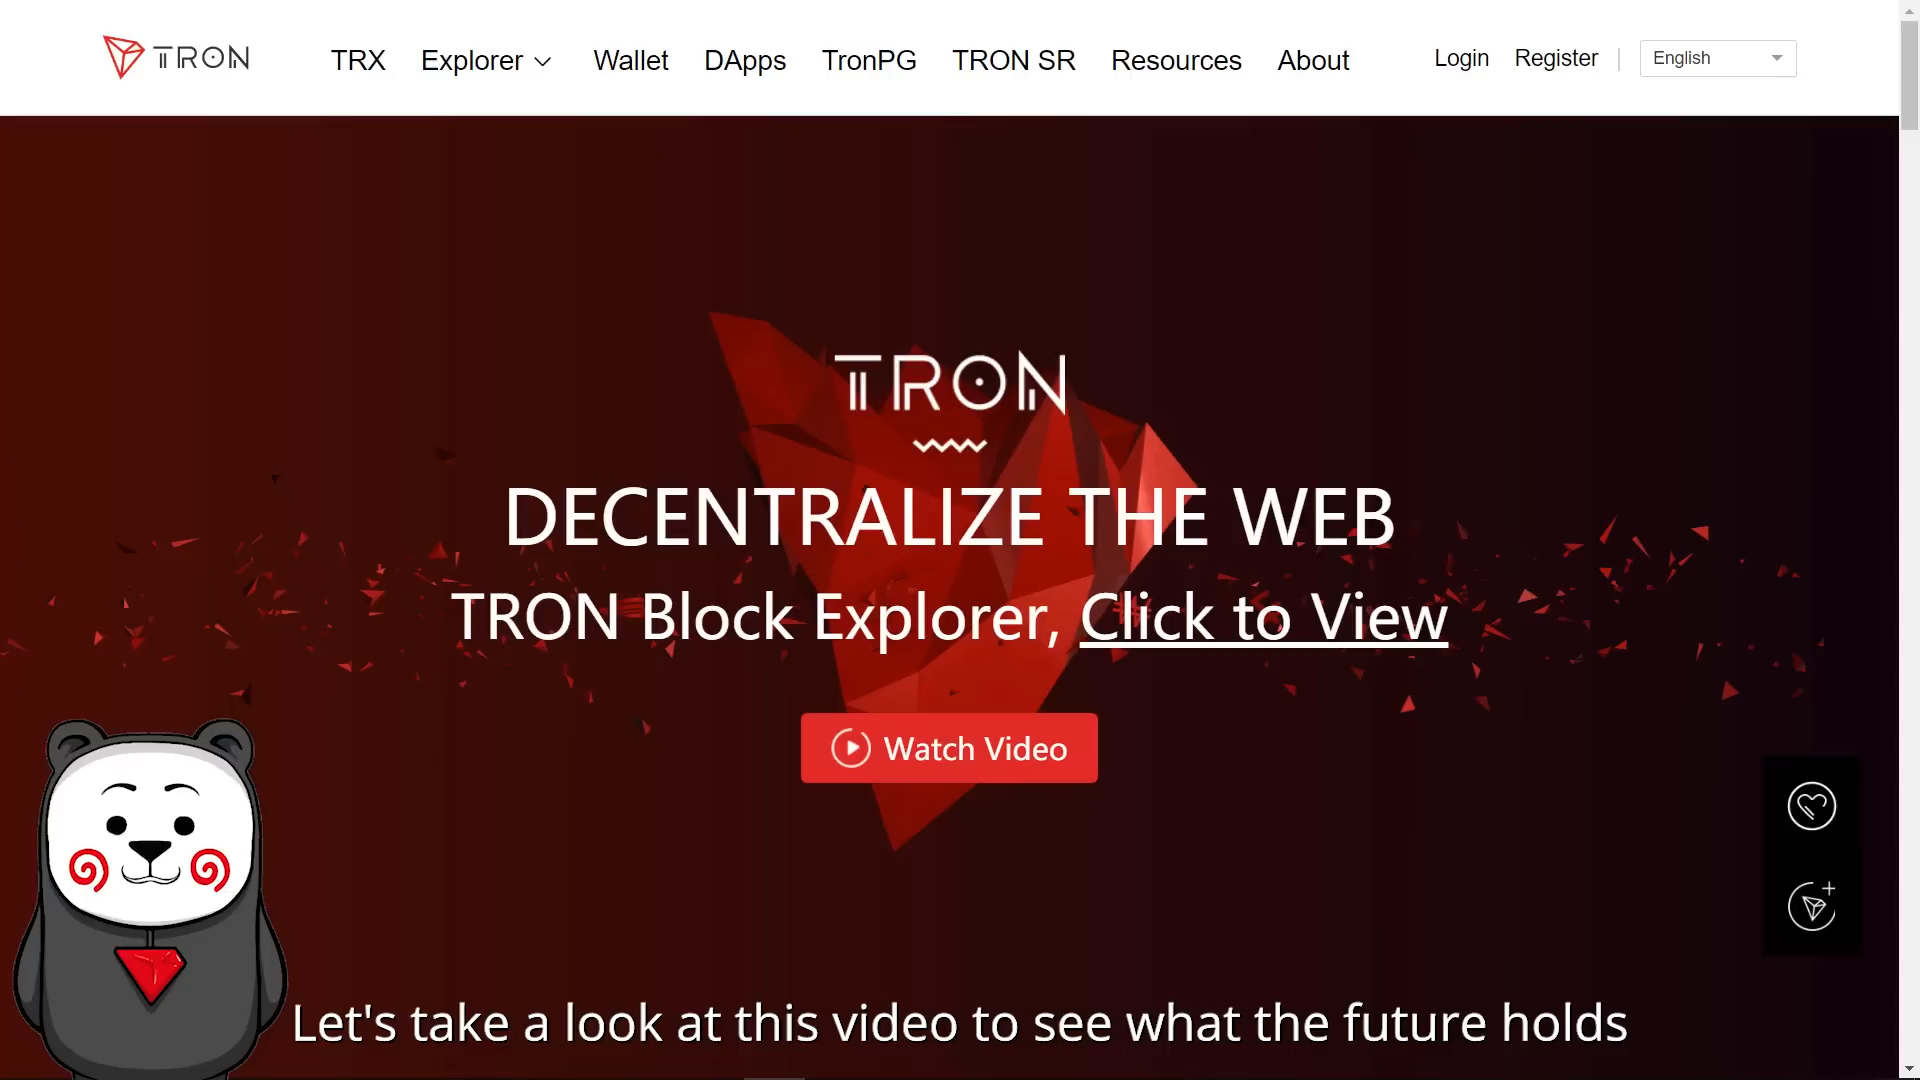 TRON
TRX Explorer Wallet DApps TronPG TRON SR Resources About Login Register English
TRON
DECENTRALIZE THE WEB
TRON Block Explorer, Click to View
Watch Video
Let's take a look at this video to see what the future holds